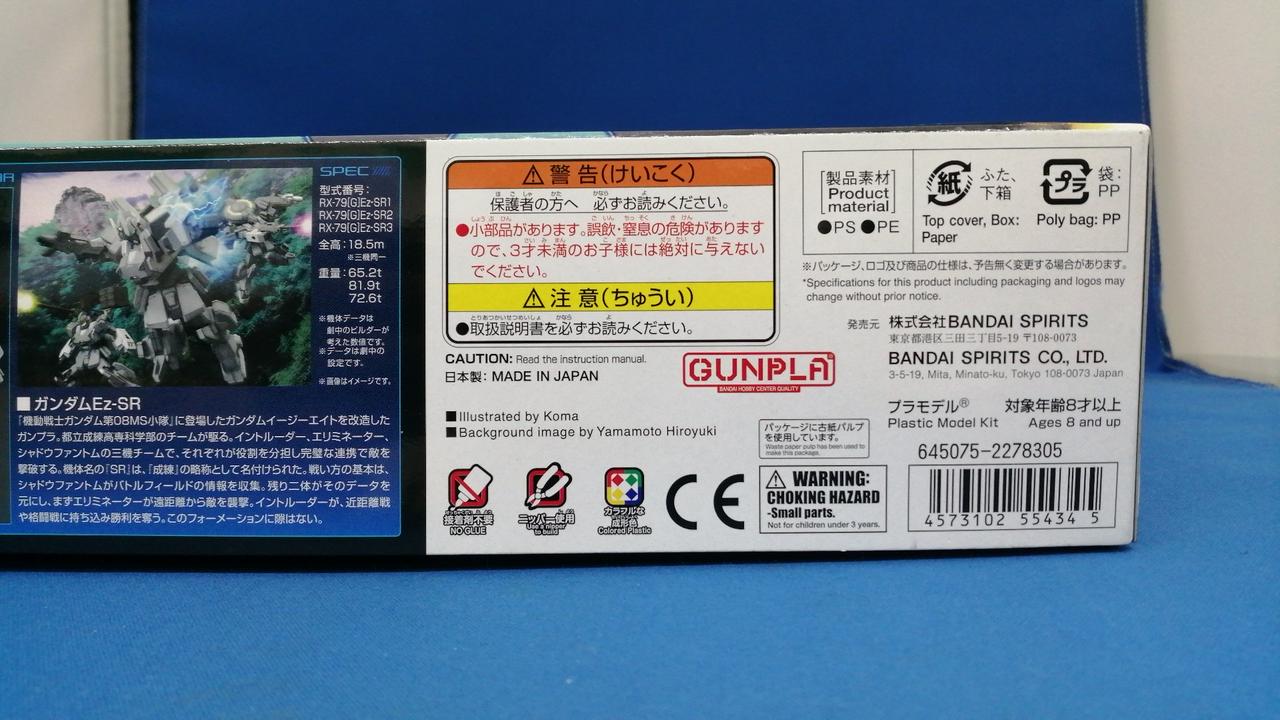 SPEC
型式番号:
RX-79[G]Ez-SR1
RX-79[G]Ez-SR2
RX-79[G]Ez-SR3
全高:18.5m
※三機同一
重量:65.2t
81.9t
72.6t
※機体データは
劇中のビルダーが
考えた数値です。
※データは劇中の
設定です。
※画像はイメージです。
■ガンダムEz-SR
『機動戦士ガンダム第08MS小隊』に登場したガンダムイージーエイトを改造した
ガンプラ。都立成練高専科学部のチームが駆る。イントルーダー、エリミネーター、
シャドウファントムの三機チームで、それぞれが役割を分担し完璧な連携で敵を
撃破する。機体名の『SR』は、『成練』の略称として名付けられた。戦い方の基本は、
シャドウファントムがバトルフィールドの情報を収集。残り二体がそのデータを
元にし、まずエリミネーターが遠距離から敵を襲撃。イントルーダーが、近距離戦
や格闘戦に持ち込み勝利を奪う。このフォーメーションに隙はない。
⚠警告(けいこく)
保護者の方へ 必ずお読みください。
●小部品があります。誤飲・窒息の危険があります
ので、3才未満のお子様には絶対に与えない
でください。
⚠注意(ちゅうい)
●取扱説明書を必ずお読みください。
CAUTION: Read the instruction manual.
日本製: MADE IN JAPAN
GUNPLA
BANDAI HOBBY CENTER QUALITY
■Illustrated by Koma
■Background image by Yamamoto Hiroyuki
接着剤不要
NO GLUE
ニッパー使用
Use a nipper
to build
カラフルな
成形色
Colored Plastic
CE
パッケージに古紙パルプ
を使用しています。
Waste paper pulp has been used to
make this package.
⚠WARNING:
CHOKING HAZARD
-Small parts.
Not for children under 3 years.
[製品素材]
Product
material
●PS ●PE
紙
ふた、
下箱
Top cover, Box:
Paper
プラ
袋:
PP
Poly bag: PP
※パッケージ、ロゴ及び商品の仕様は、予告無く変更する場合があります。
*Specifications for this product including packaging and logos may
change without prior notice.
発売元 株式会社BANDAI SPIRITS
東京都港区三田三丁目5-19 〒108-0073
BANDAI SPIRITS CO., LTD.
3-5-19, Mita, Minato-ku, Tokyo 108-0073 Japan
プラモデル® 対象年齢8才以上
Plastic Model Kit Ages 8 and up
645075-2278305
4573102 55434 5